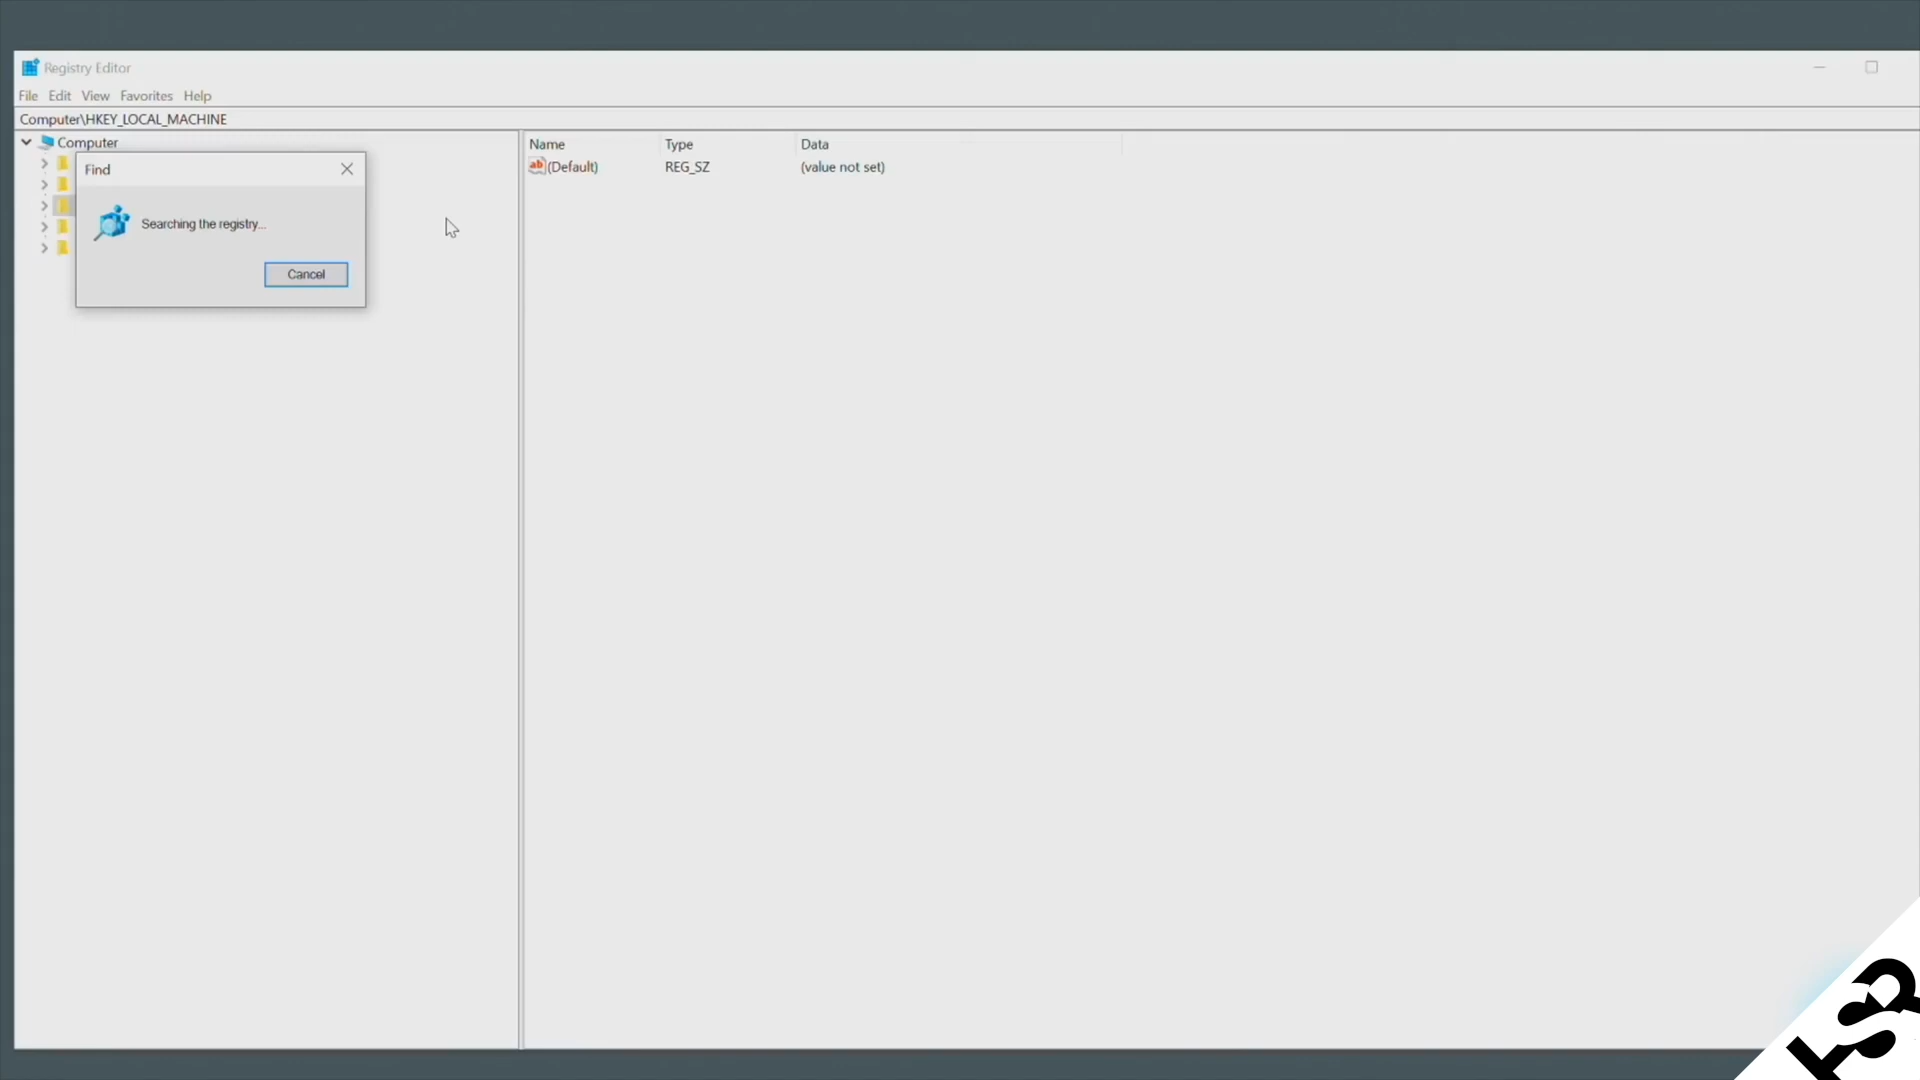 Registry Editor
File Edit View Favorites Help
Computer\HKEY_LOCAL_MACHINE
Computer
Name Type Data
ab (Default) REG_SZ (value not set)
Find
Searching the registry...
Cancel